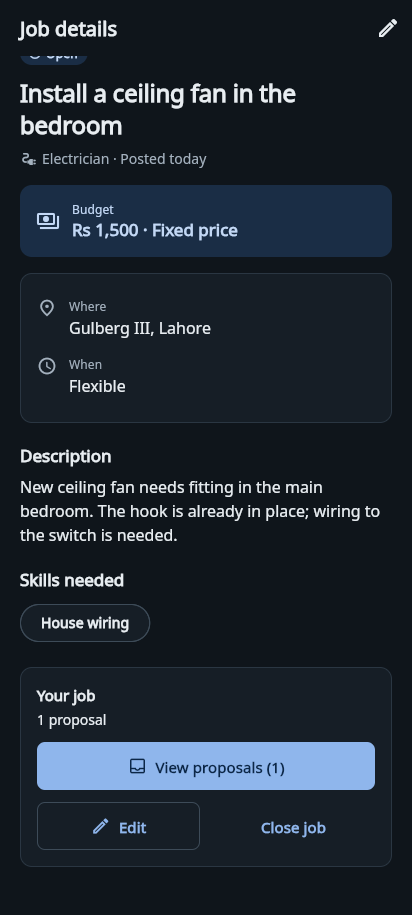 Job details
Open
Install a ceiling fan in the
bedroom
Electrician · Posted today
Budget
Rs 1,500 · Fixed price
Where
Gulberg III, Lahore
When
Flexible
Description
New ceiling fan needs fitting in the main
bedroom. The hook is already in place; wiring to
the switch is needed.
Skills needed
House wiring
Your job
1 proposal
View proposals (1)
Edit
Close job